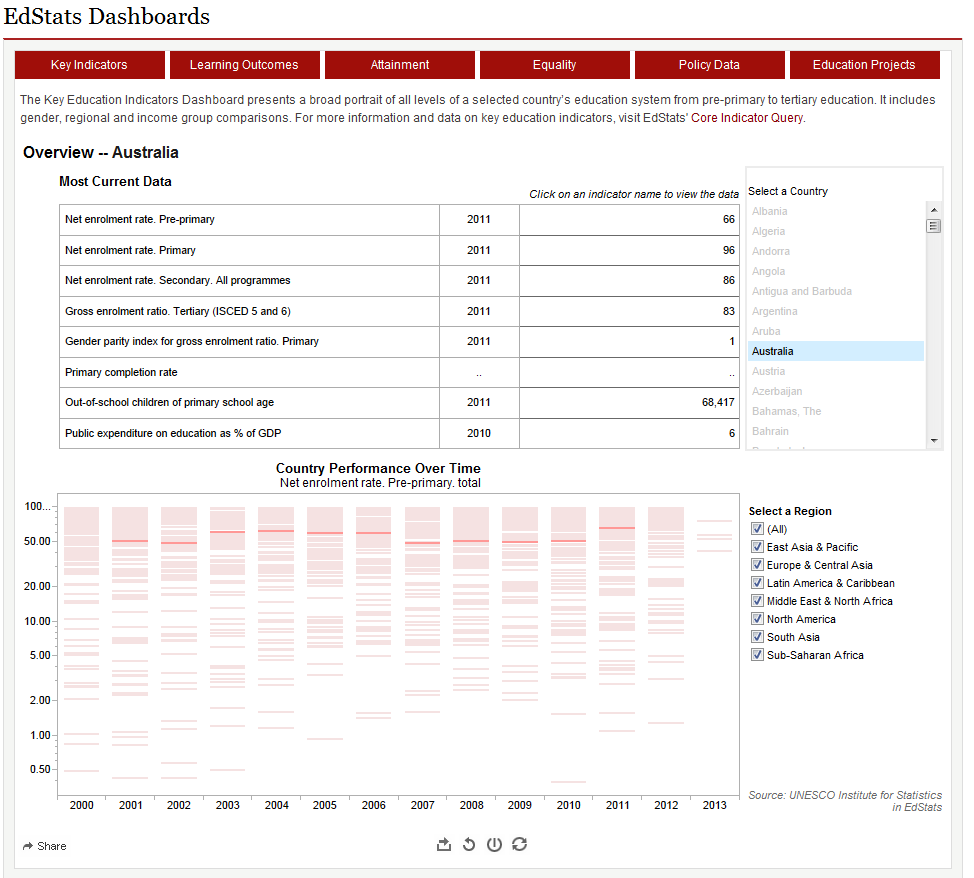 EdStats Dashboards
Key Indicators
Learning Outcomes
Attainment
Equality
Policy Data
Education Projects
The Key Education Indicators Dashboard presents a broad portrait of all levels of a selected country's education system from pre-primary to tertiary education. It includes
gender, regional and income group comparisons. For more information and data on key education indicators, visit EdStats' Core Indicator Query.
Overview -- Australia
Most Current Data
Click on an indicator name to view the data
Net enrolment rate. Pre-primary 2011 66
Net enrolment rate. Primary 2011 96
Net enrolment rate. Secondary. All programmes 2011 86
Gross enrolment ratio. Tertiary (ISCED 5 and 6) 2011 83
Gender parity index for gross enrolment ratio. Primary 2011 1
Primary completion rate .. ..
Out-of-school children of primary school age 2011 68,417
Public expenditure on education as % of GDP 2010 6
Select a Country
Albania
Algeria
Andorra
Angola
Antigua and Barbuda
Argentina
Aruba
Australia
Austria
Azerbaijan
Bahamas, The
Bahrain
Country Performance Over Time
Net enrolment rate. Pre-primary. total
100...
50.00
20.00
10.00
5.00
2.00
1.00
0.50
2000 2001 2002 2003 2004 2005 2006 2007 2008 2009 2010 2011 2012 2013
Select a Region
(All)
East Asia & Pacific
Europe & Central Asia
Latin America & Caribbean
Middle East & North Africa
North America
South Asia
Sub-Saharan Africa
Source: UNESCO Institute for Statistics
in EdStats
Share